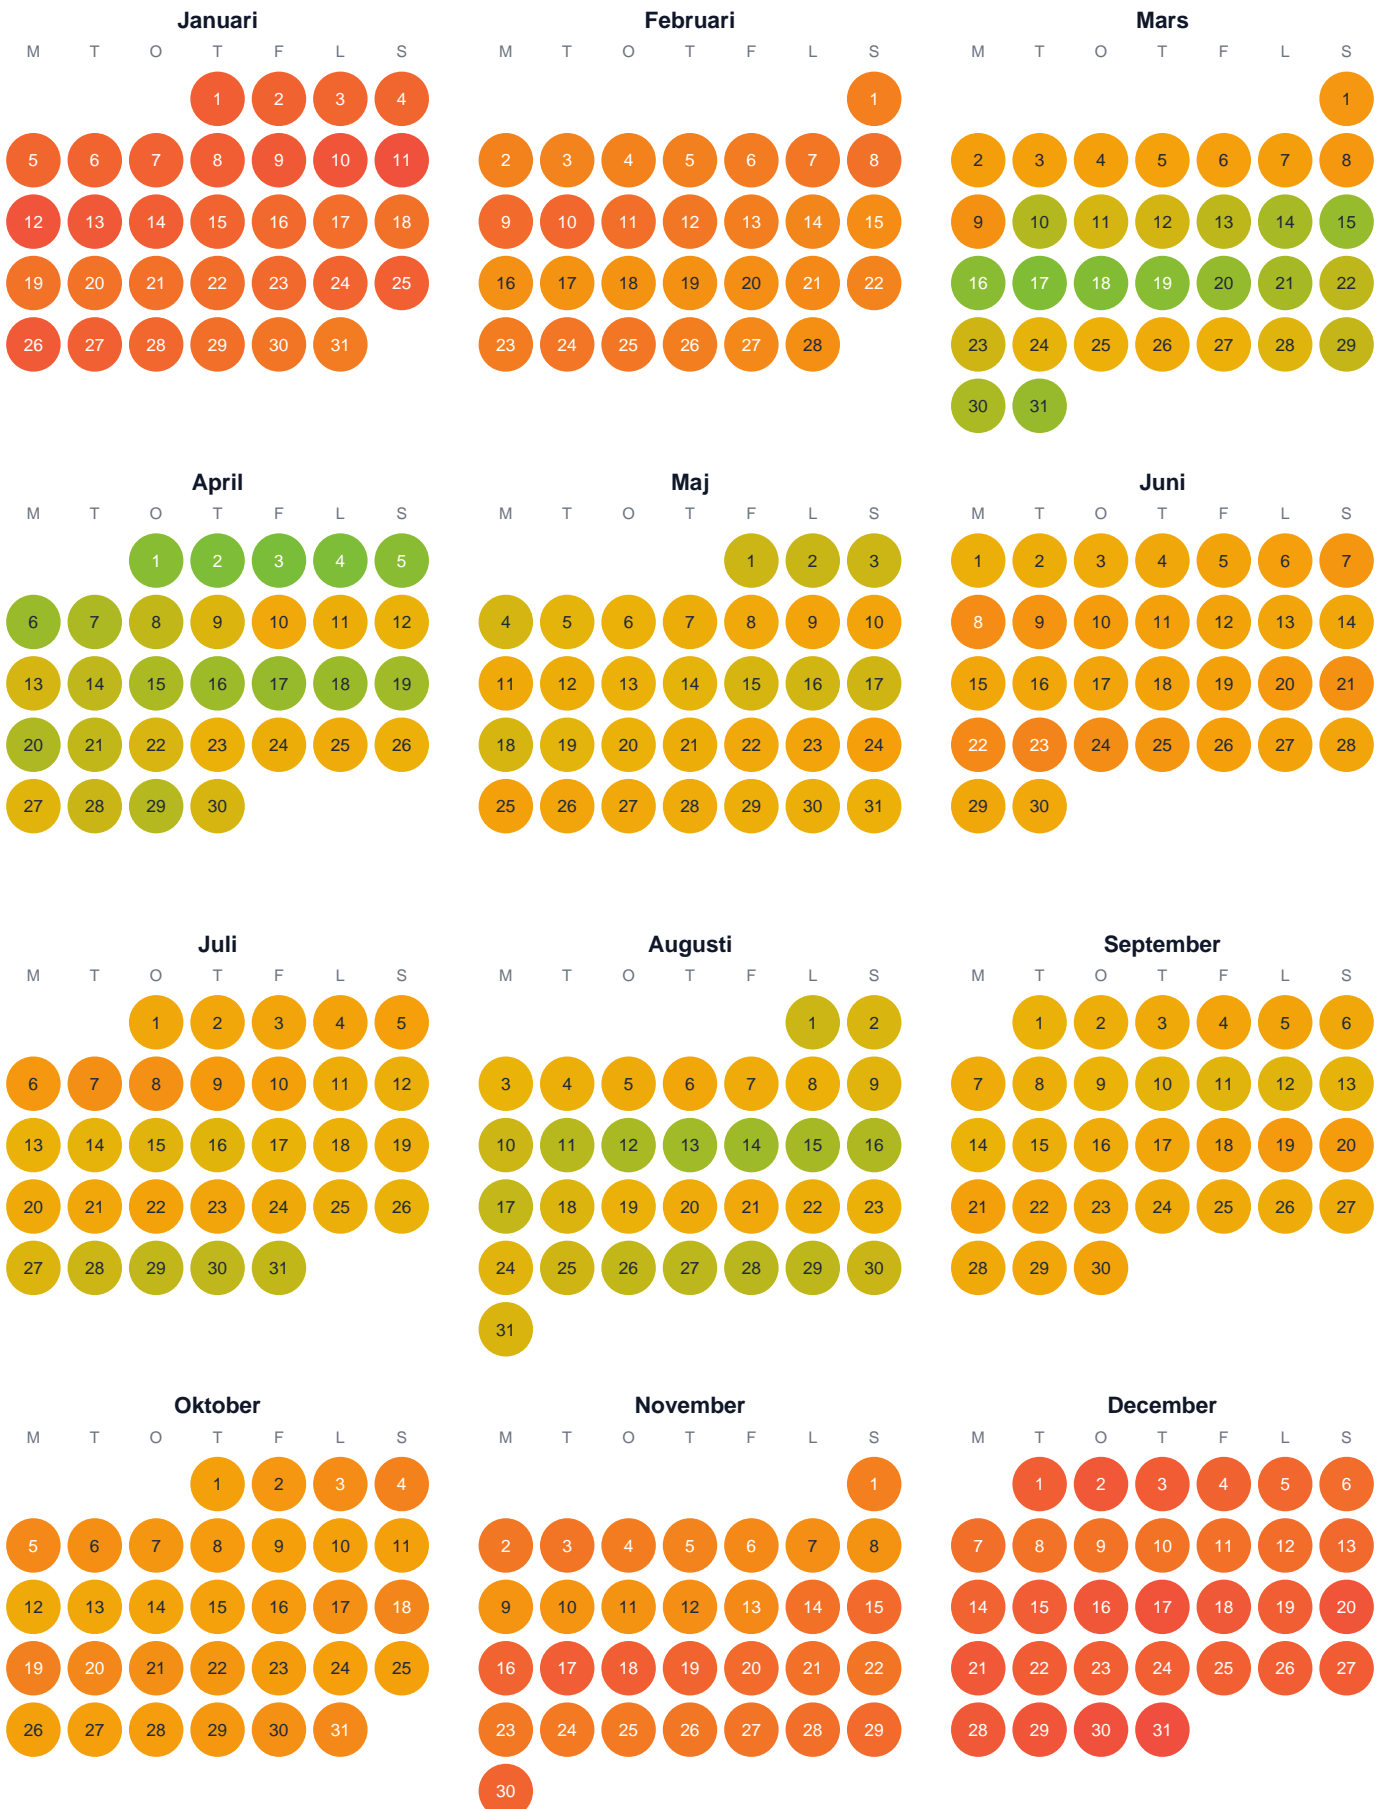 Januari Februari Mars
M T O T F L S M T O T F L S M T O T F L S
1 2 3 4 1 1
5 6 7 8 9 10 11 2 3 4 5 6 7 8 2 3 4 5 6 7 8
12 13 14 15 16 17 18 9 10 11 12 13 14 15 9 10 11 12 13 14 15
19 20 21 22 23 24 25 16 17 18 19 20 21 22 16 17 18 19 20 21 22
26 27 28 29 30 31 23 24 25 26 27 28 23 24 25 26 27 28 29
30 31
April Maj Juni
M T O T F L S M T O T F L S M T O T F L S
1 2 3 4 5 1 2 3 1 2 3 4 5 6 7
6 7 8 9 10 11 12 4 5 6 7 8 9 10 8 9 10 11 12 13 14
13 14 15 16 17 18 19 11 12 13 14 15 16 17 15 16 17 18 19 20 21
20 21 22 23 24 25 26 18 19 20 21 22 23 24 22 23 24 25 26 27 28
27 28 29 30 25 26 27 28 29 30 31 29 30
Juli Augusti September
M T O T F L S M T O T F L S M T O T F L S
1 2 3 4 5 1 2 1 2 3 4 5 6
6 7 8 9 10 11 12 3 4 5 6 7 8 9 7 8 9 10 11 12 13
13 14 15 16 17 18 19 10 11 12 13 14 15 16 14 15 16 17 18 19 20
20 21 22 23 24 25 26 17 18 19 20 21 22 23 21 22 23 24 25 26 27
27 28 29 30 31 24 25 26 27 28 29 30 28 29 30
31
Oktober November December
M T O T F L S M T O T F L S M T O T F L S
1 2 3 4 1 1 2 3 4 5 6
5 6 7 8 9 10 11 2 3 4 5 6 7 8 7 8 9 10 11 12 13
12 13 14 15 16 17 18 9 10 11 12 13 14 15 14 15 16 17 18 19 20
19 20 21 22 23 24 25 16 17 18 19 20 21 22 21 22 23 24 25 26 27
26 27 28 29 30 31 23 24 25 26 27 28 29 28 29 30 31
30